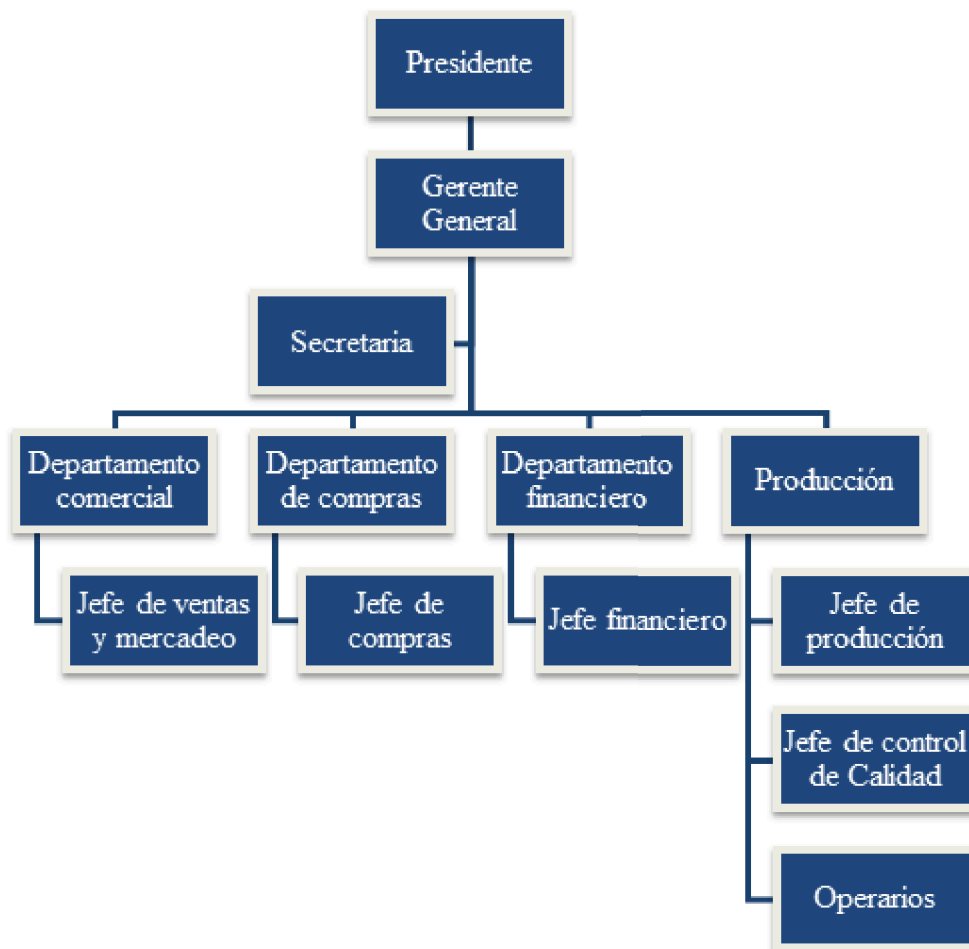 Presidente
Gerente
General
Secretaria
Departamento
comercial
Departamento
de compras
Departamento
financiero
Producción
Jefe de ventas
y mercadeo
Jefe de
compras
Jefe financiero
Jefe de
producción
Jefe de control
de Calidad
Operarios